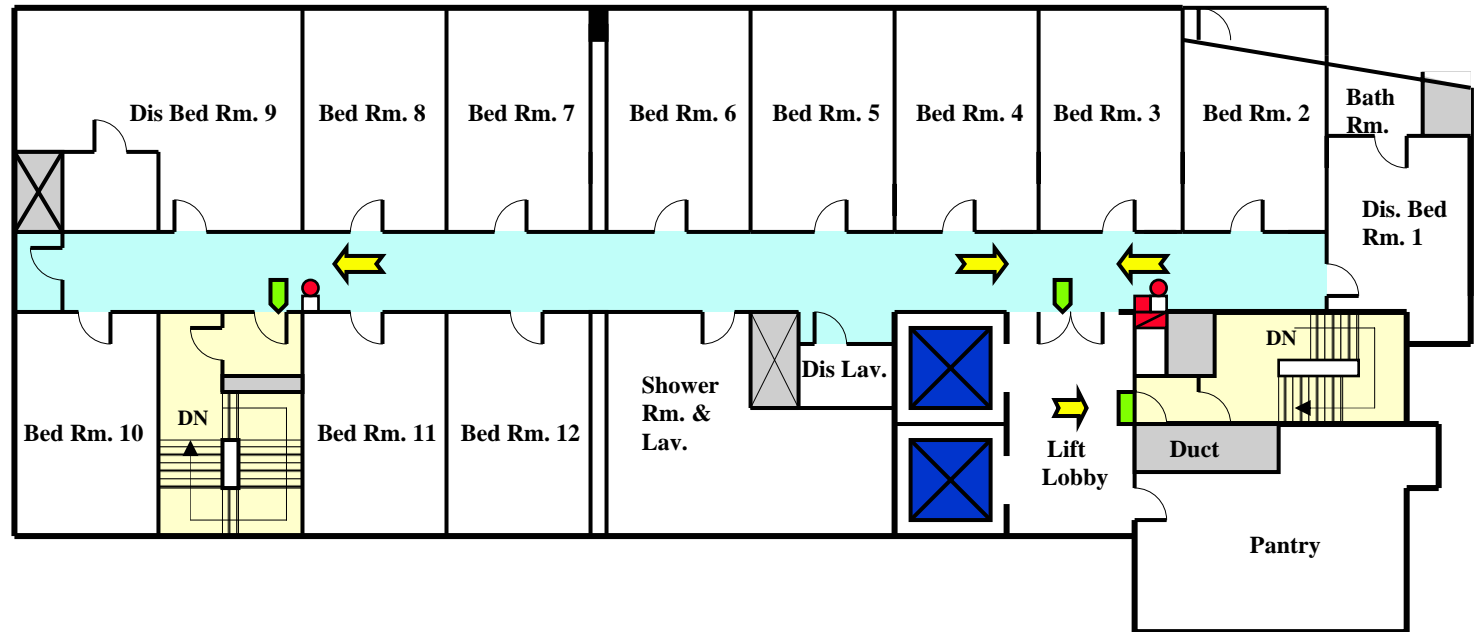 Dis Bed Rm. 9
Bed Rm. 8
Bed Rm. 7
Bed Rm. 6
Bed Rm. 5
Bed Rm. 4
Bed Rm. 3
Bed Rm. 2
Bath
Rm.
Dis. Bed
Rm. 1
DN
Dis Lav.
Shower
Rm. &
Lav.
DN
Bed Rm. 10
Bed Rm. 11
Bed Rm. 12
Lift
Lobby
Duct
Pantry